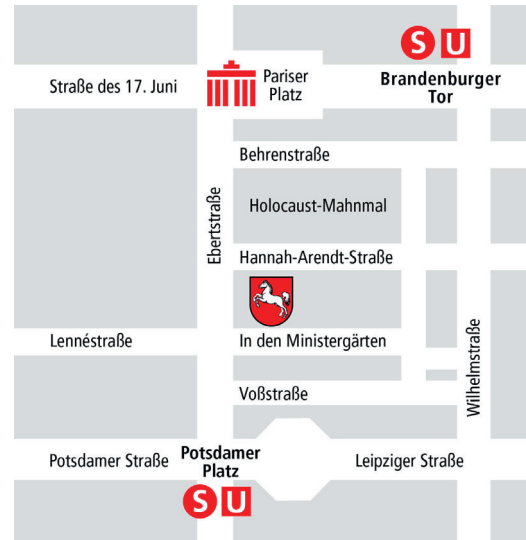 S U
Brandenburger
Tor
Straße des 17. Juni
Pariser
Platz
Behrenstraße
Holocaust-Mahnmal
Ebertstraße
Hannah-Arendt-Straße
Lennéstraße
In den Ministergärten
Wilhelmstraße
Voßstraße
Potsdamer Straße
Potsdamer
Platz
Leipziger Straße
S U